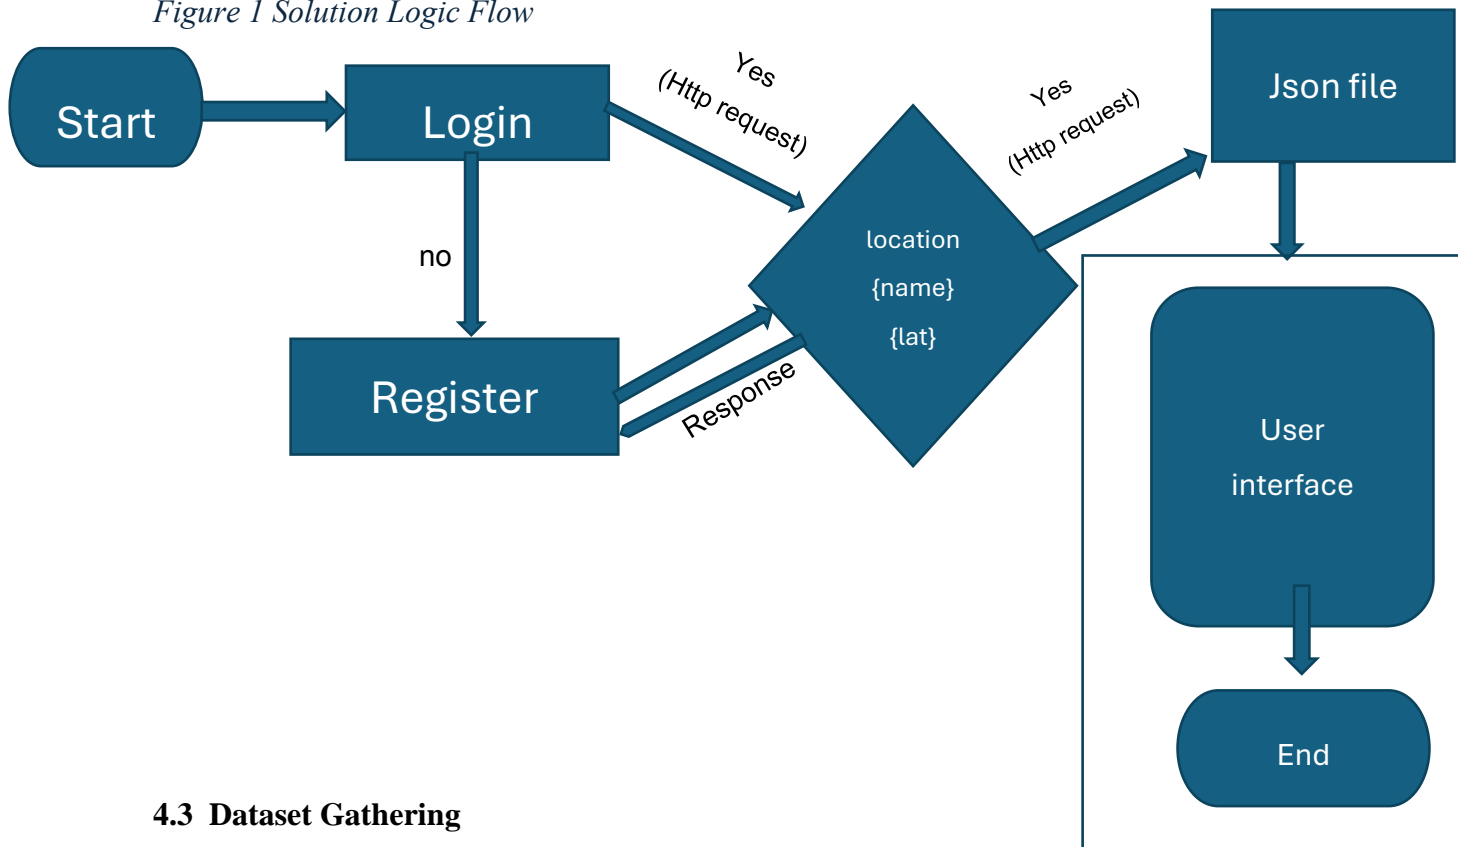 Figure 1 Solution Logic Flow
Start
Login
Yes
(Http request)
Yes
(Http request)
Json file
no
location
{name}
{lat}
Register
Response
User
interface
End
4.3 Dataset Gathering